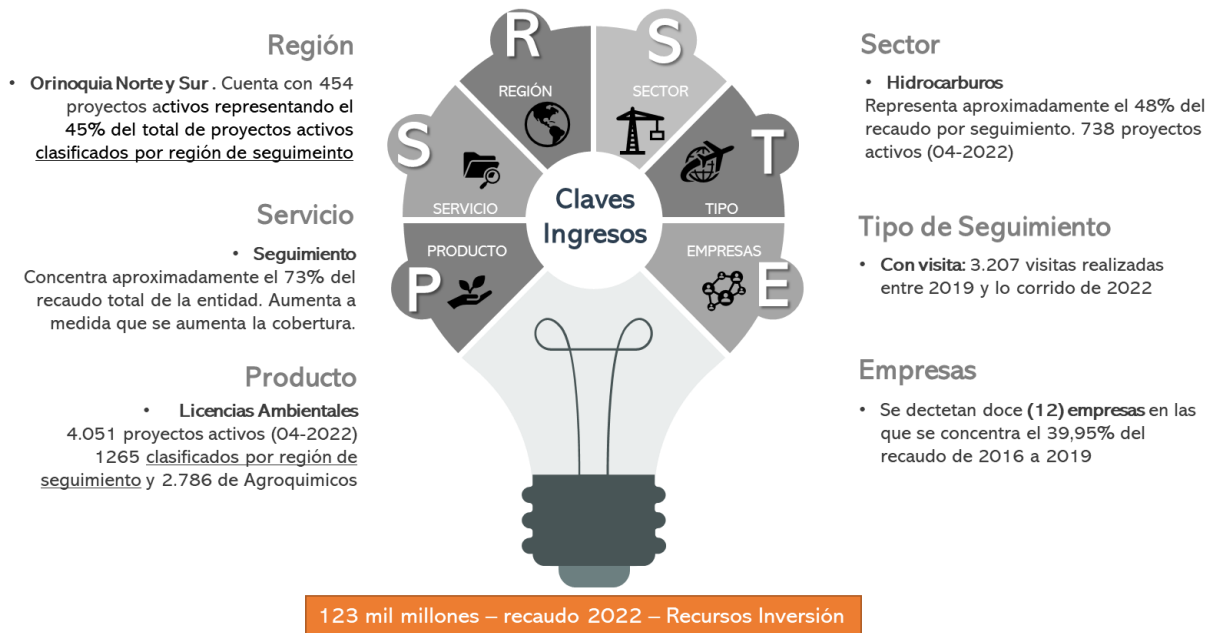 Región
• Orinoquia Norte y Sur . Cuenta con 454
proyectos activos representando el
45% del total de proyectos activos
clasificados por región de seguimeinto
Servicio
• Seguimiento
Concentra aproximadamente el 73% del
recaudo total de la entidad. Aumenta a
medida que se aumenta la cobertura.
Producto
• Licencias Ambientales
4.051 proyectos activos (04-2022)
1265 clasificados por región de
seguimiento y 2.786 de Agroquimicos
R
REGIÓN
S
SECTOR
S
SERVICIO
T
TIPO
P
PRODUCTO
E
EMPRESAS
Claves
Ingresos
Sector
• Hidrocarburos
Representa aproximadamente el 48% del
recaudo por seguimiento. 738 proyectos
activos (04-2022)
Tipo de Seguimiento
• Con visita: 3.207 visitas realizadas
entre 2019 y lo corrido de 2022
Empresas
• Se dectetan doce (12) empresas en las
que se concentra el 39,95% del
recaudo de 2016 a 2019
123 mil millones – recaudo 2022 – Recursos Inversión